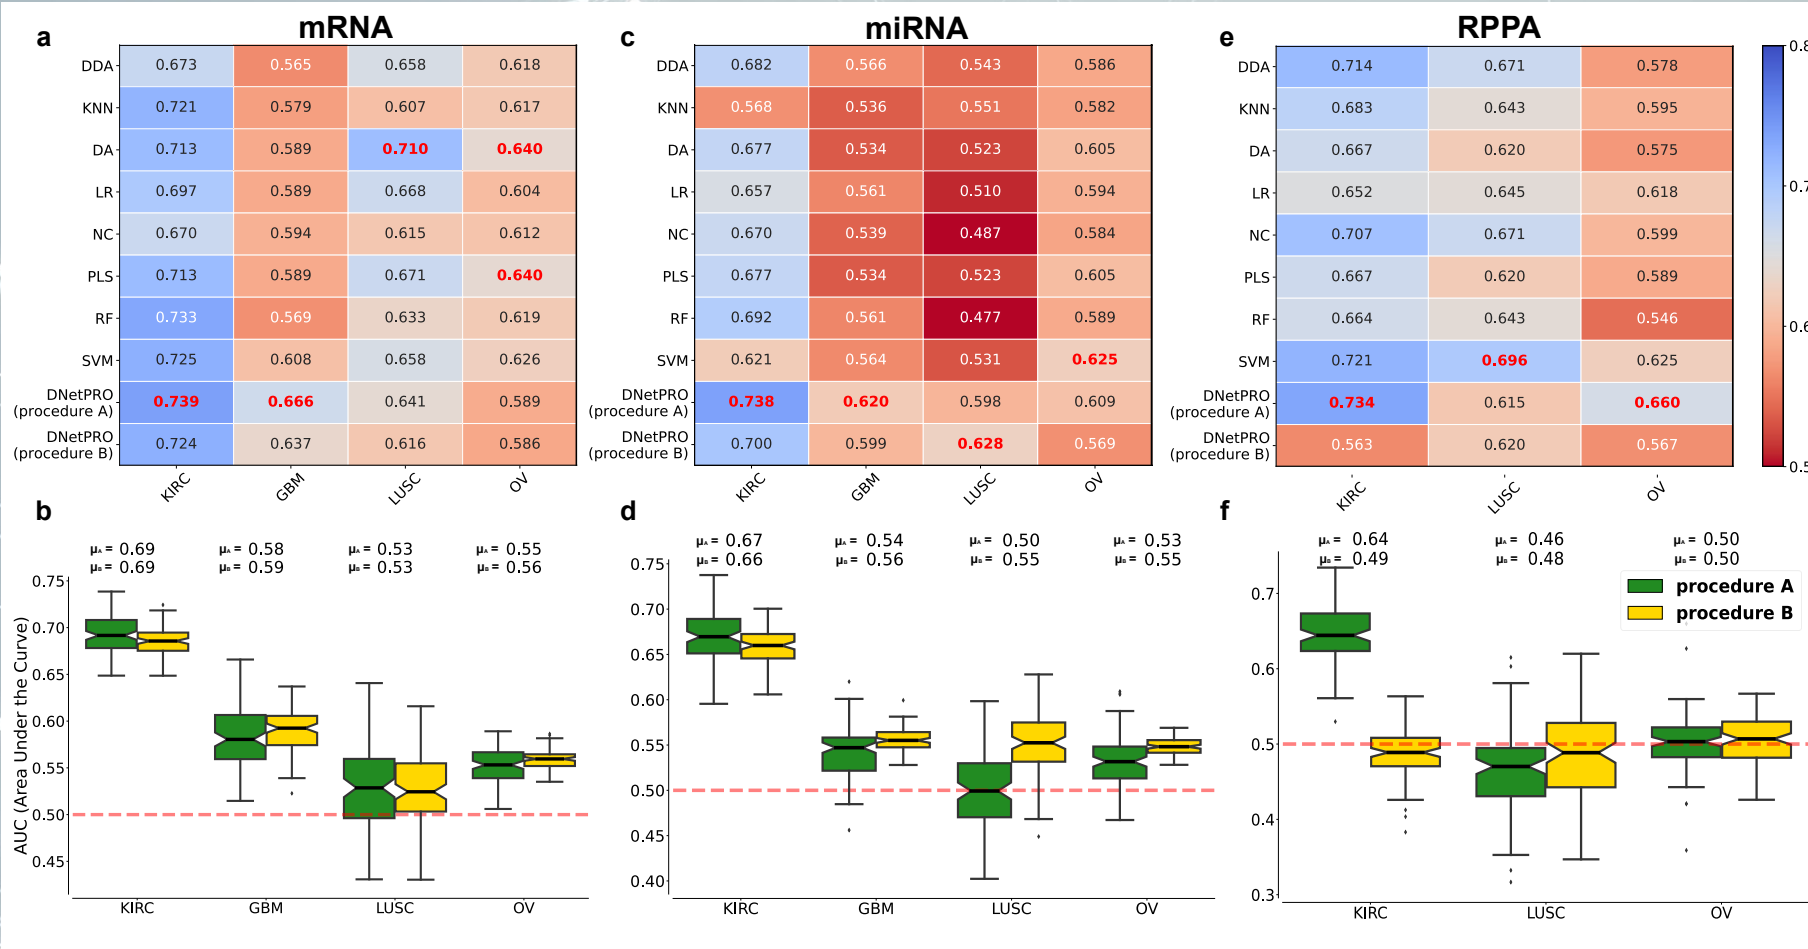 mRNA
miRNA
RPPA
a
c
e
DDA 0.673 0.565 0.658 0.618
KNN 0.721 0.579 0.607 0.617
DA 0.713 0.589 0.710 0.640
LR 0.697 0.589 0.668 0.604
NC 0.670 0.594 0.615 0.612
PLS 0.713 0.589 0.671 0.640
RF 0.733 0.569 0.633 0.619
SVM 0.725 0.608 0.658 0.626
DNetPRO
(procedure A) 0.739 0.666 0.641 0.589
DNetPRO
(procedure B) 0.724 0.637 0.616 0.586
KIRC GBM LUSC OV
DDA 0.682 0.566 0.543 0.586
KNN 0.568 0.536 0.551 0.582
DA 0.677 0.534 0.523 0.605
LR 0.657 0.561 0.510 0.594
NC 0.670 0.539 0.487 0.584
PLS 0.677 0.534 0.523 0.605
RF 0.692 0.561 0.477 0.589
SVM 0.621 0.564 0.531 0.625
DNetPRO
(procedure A) 0.738 0.620 0.598 0.609
DNetPRO
(procedure B) 0.700 0.599 0.628 0.569
KIRC GBM LUSC OV
DDA 0.714 0.671 0.578
KNN 0.683 0.643 0.595
DA 0.667 0.620 0.575
LR 0.652 0.645 0.618
NC 0.707 0.671 0.599
PLS 0.667 0.620 0.589
RF 0.664 0.643 0.546
SVM 0.721 0.696 0.625
DNetPRO
(procedure A) 0.734 0.615 0.660
DNetPRO
(procedure B) 0.563 0.620 0.567
KIRC LUSC OV
0.8
0.7
0.6
0.5
b
μA = 0.69 μA = 0.58 μA = 0.53 μA = 0.55
μB = 0.69 μB = 0.59 μB = 0.53 μB = 0.56
AUC (Area Under the Curve)
0.75
0.70
0.65
0.60
0.55
0.50
0.45
KIRC GBM LUSC OV
d
μA = 0.67 μA = 0.54 μA = 0.50 μA = 0.53
μB = 0.66 μB = 0.56 μB = 0.55 μB = 0.55
0.75
0.70
0.65
0.60
0.55
0.50
0.45
0.40
KIRC GBM LUSC OV
f
μA = 0.64 μA = 0.46 μA = 0.50
μB = 0.49 μB = 0.48 μB = 0.50
procedure A
procedure B
0.7
0.6
0.5
0.4
0.3
KIRC LUSC OV